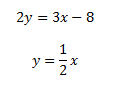 2y = 3x − 8
y = 1/2 x